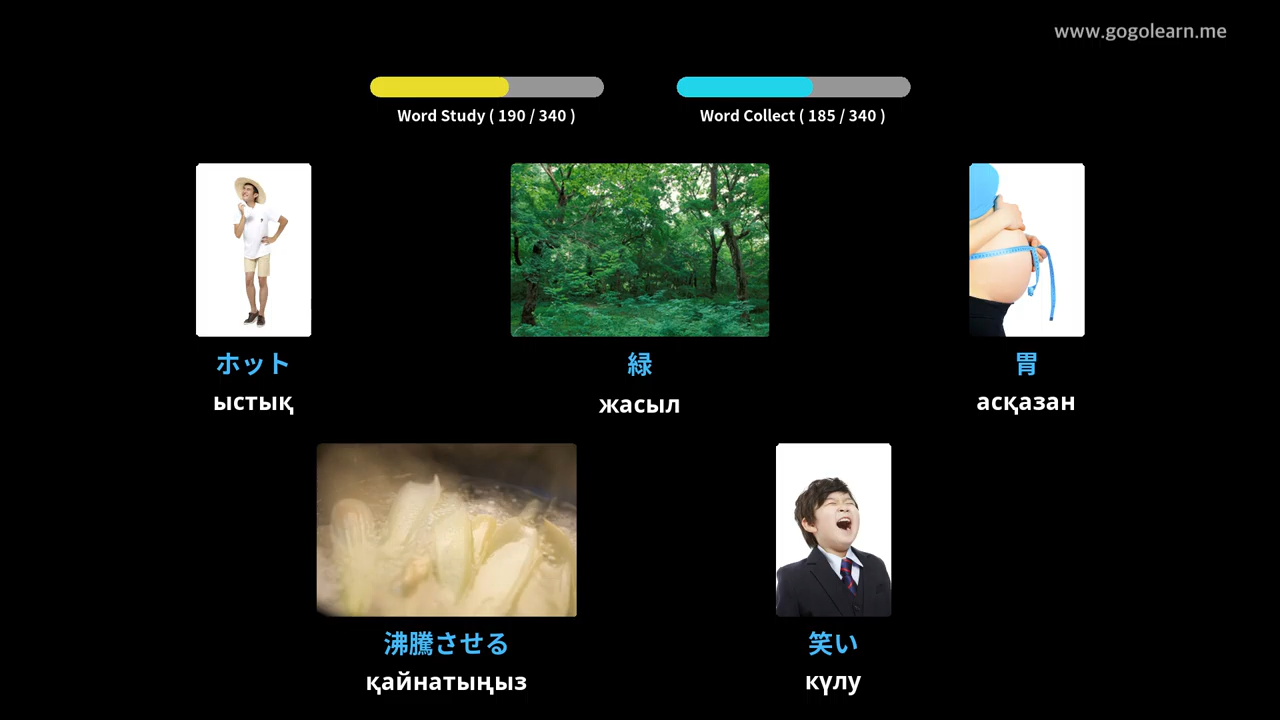 www.gogolearn.me
Word Study ( 190 / 340 )
Word Collect ( 185 / 340 )
ホット
ыстық
緑
жасыл
胃
асқазан
沸騰させる
қайнатыңыз
笑い
күлу